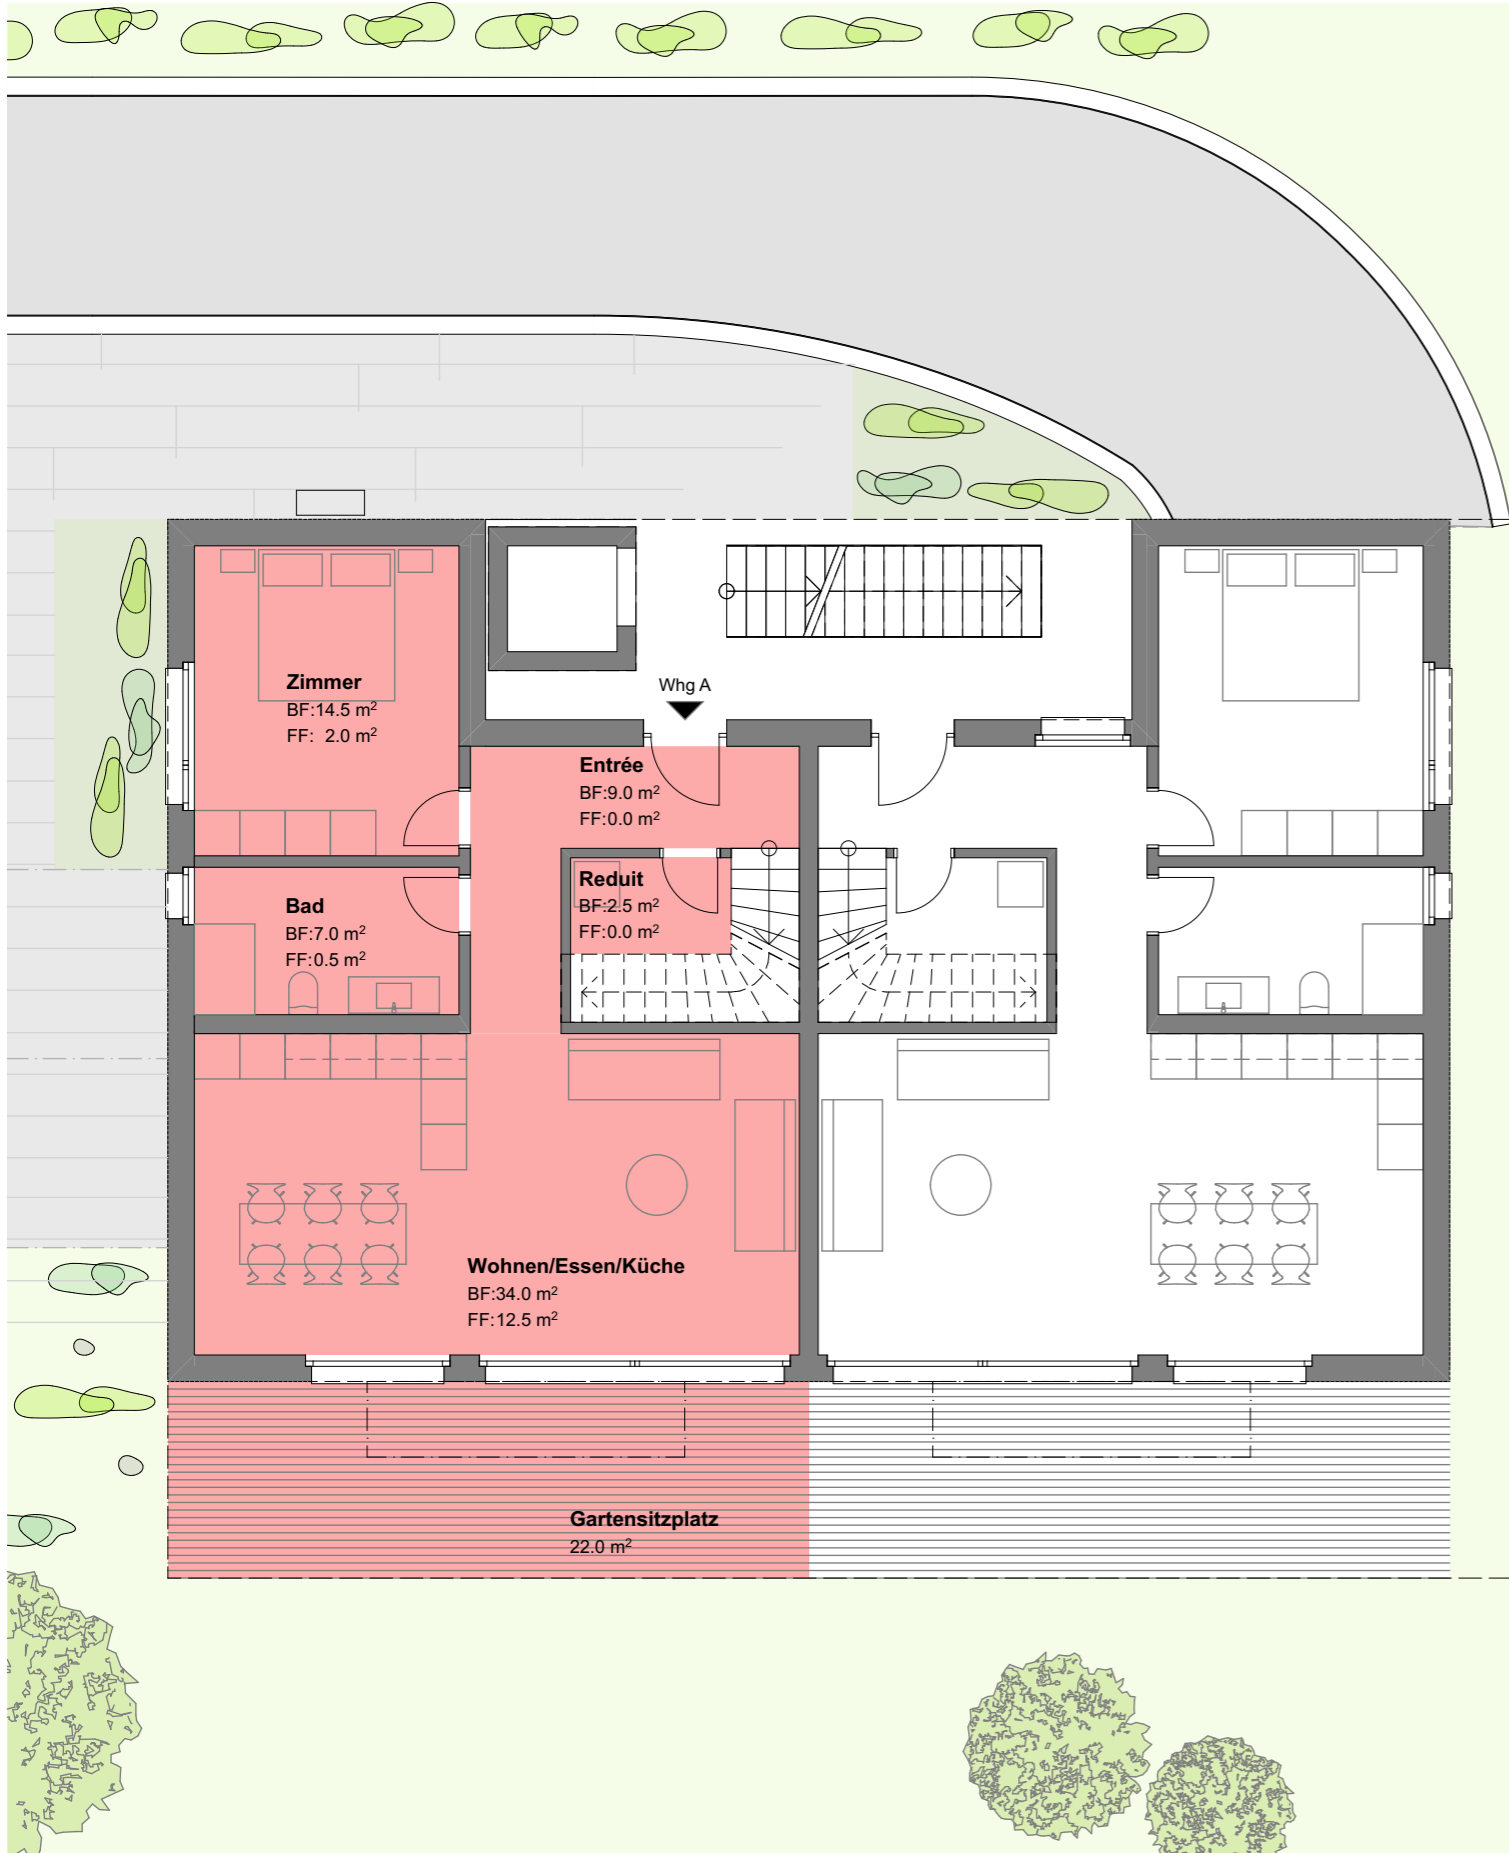 Whg A
Zimmer
BF:14.5 m²
FF: 2.0 m²
Entrée
BF:9.0 m²
FF:0.0 m²
Reduit
BF:2.5 m²
FF:0.0 m²
Bad
BF:7.0 m²
FF:0.5 m²
Wohnen/Essen/Küche
BF:34.0 m²
FF:12.5 m²
Gartensitzplatz
22.0 m²